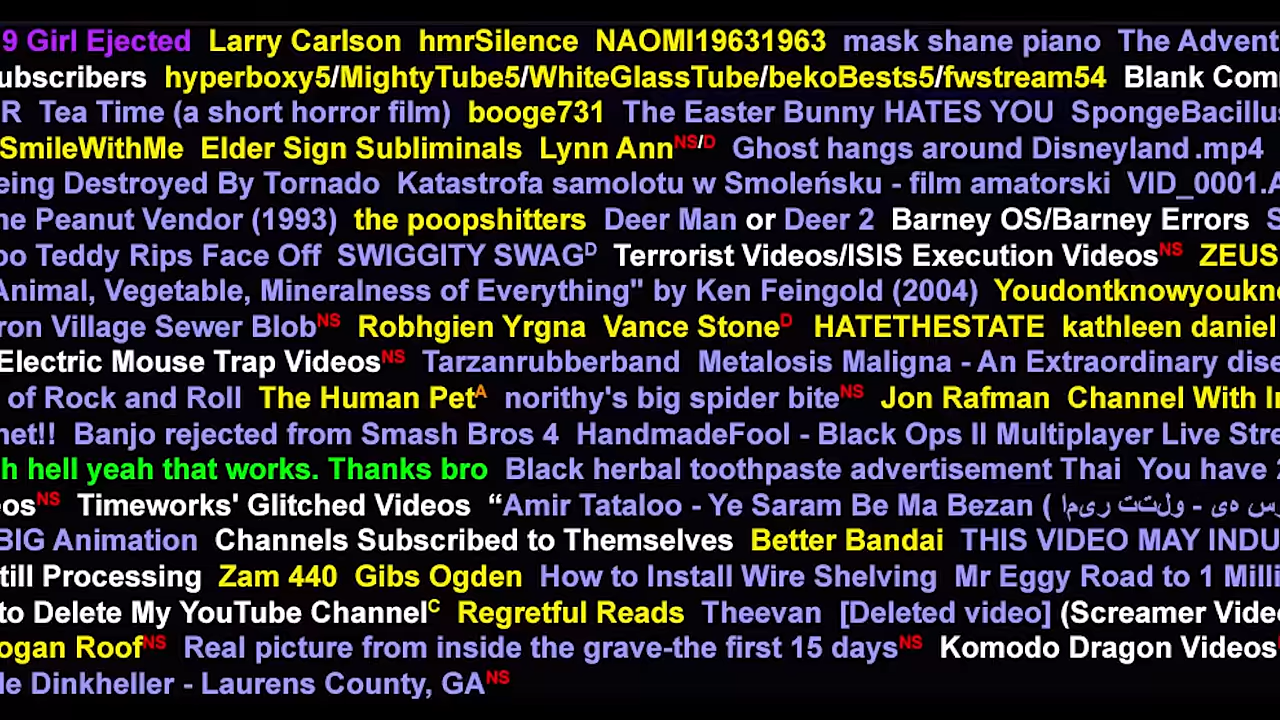 9 Girl Ejected Larry Carlson hmrSilence NAOMI19631963 mask shane piano The Advent
ubscribers hyperboxy5/MightyTube5/WhiteGlassTube/bekoBests5/fwstream54 Blank Com
R Tea Time (a short horror film) booge731 The Easter Bunny HATES YOU SpongeBacillus
SmileWithMe Elder Sign Subliminals Lynn AnnNS/D Ghost hangs around Disneyland.mp4
eing Destroyed By Tornado Katastrofa samolotu w Smoleńsku - film amatorski VID_0001.A
he Peanut Vendor (1993) the poopshitters Deer Man or Deer 2 Barney OS/Barney Errors S
oo Teddy Rips Face Off SWIGGITY SWAGD Terrorist Videos/ISIS Execution VideosNS ZEUS
Animal, Vegetable, Mineralness of Everything" by Ken Feingold (2004) Youdontknowyoukno
ron Village Sewer BlobNS Robhgien Yrgna Vance StoneD HATETHESTATE kathleen daniel
Electric Mouse Trap VideosNS Tarzanrubberband Metalosis Maligna - An Extraordinary dise
of Rock and Roll The Human PetA norithy's big spider biteNS Jon Rafman Channel With In
net!! Banjo rejected from Smash Bros 4 HandmadeFool - Black Ops II Multiplayer Live Stre
h hell yeah that works. Thanks bro Black herbal toothpaste advertisement Thai You have 2
eosNS Timeworks' Glitched Videos “Amir Tataloo - Ye Saram Be Ma Bezan ( امیر تتلو - یه س
BIG Animation Channels Subscribed to Themselves Better Bandai THIS VIDEO MAY INDU
till Processing Zam 440 Gibs Ogden How to Install Wire Shelving Mr Eggy Road to 1 Milli
to Delete My YouTube ChannelC Regretful Reads Theevan [Deleted video] (Screamer Video
ogan RoofNS Real picture from inside the grave-the first 15 daysNS Komodo Dragon Videos
le Dinkheller - Laurens County, GANS